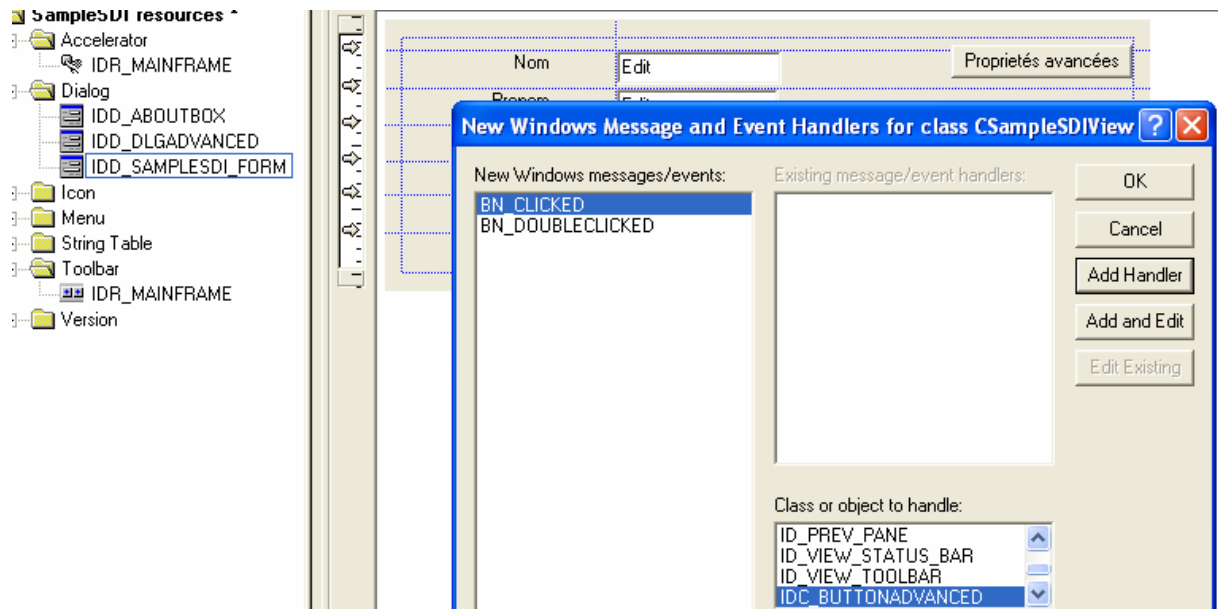 SampleSDI resources *
Accelerator
IDR_MAINFRAME
Dialog
IDD_ABOUTBOX
IDD_DLGADVANCED
IDD_SAMPLESDI_FORM
Icon
Menu
String Table
Toolbar
IDR_MAINFRAME
Version
Nom
Edit
Proprietés avancées
Prenom
Edit
New Windows Message and Event Handlers for class CSampleSDIView
New Windows messages/events:
BN_CLICKED
BN_DOUBLECLICKED
Existing message/event handlers:
OK
Cancel
Add Handler
Add and Edit
Edit Existing
Class or object to handle:
ID_PREV_PANE
ID_VIEW_STATUS_BAR
ID_VIEW_TOOLBAR
IDC_BUTTONADVANCED